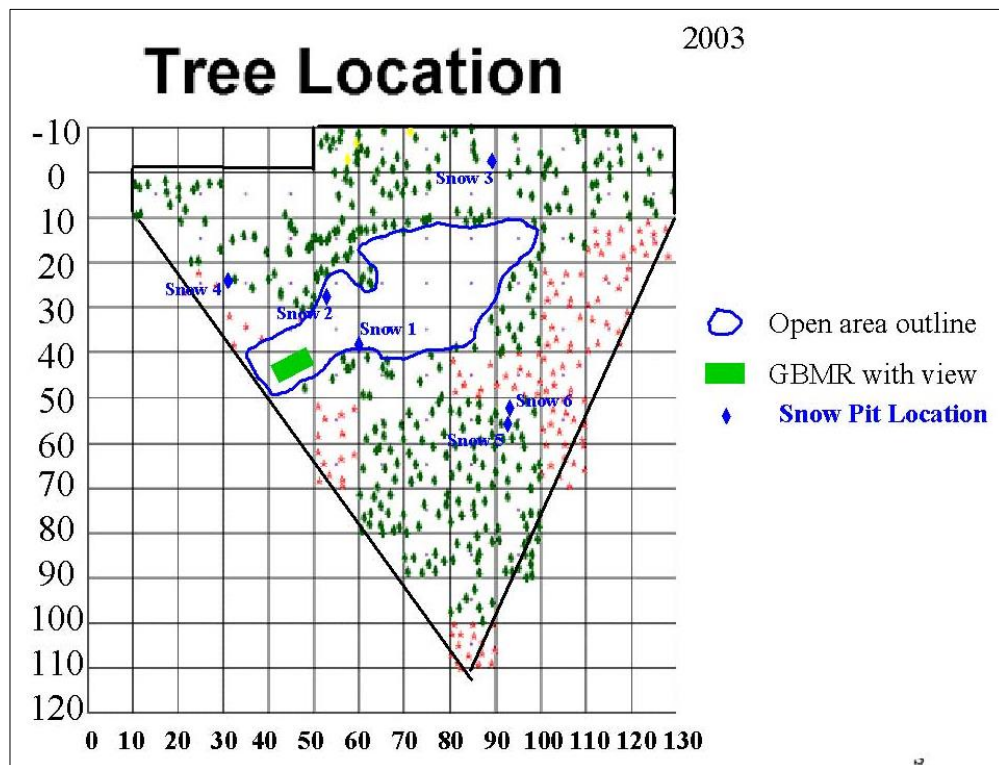 2003
Tree Location
-10
0
10
20
30
40
50
60
70
80
90
100
110
120
Snow 3
Snow 4
Snow 2
Snow 1
Snow 6
Snow 5
Open area outline
GBMR with view
Snow Pit Location
0 10 20 30 40 50 60 70 80 90 100 110 120 130